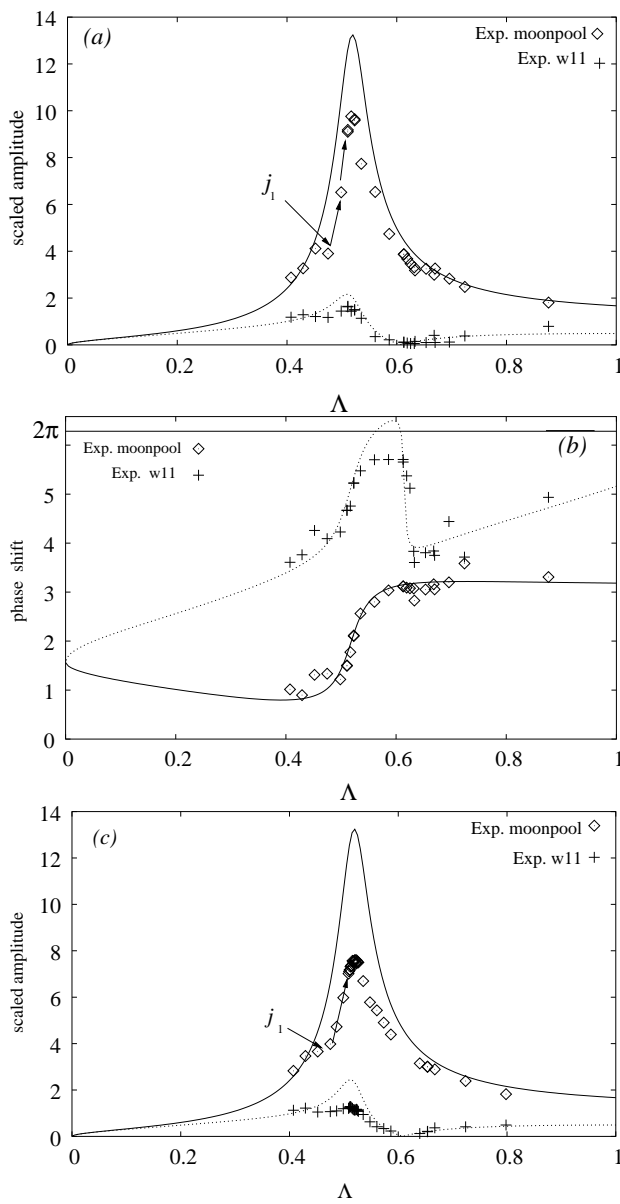 14
(a)
Exp. moonpool
12
Exp. w11
10
scaled amplitude
8
6
j1
4
2
0
0
0.2
0.4
0.6
0.8
1
Λ
2π
(b)
Exp. moonpool
Exp. w11
5
phase shift
4
3
2
1
0
0
0.2
0.4
0.6
0.8
1
Λ
14
(c)
Exp. moonpool
12
Exp. w11
10
scaled amplitude
8
6
j1
4
2
0
0
0.2
0.4
0.6
0.8
1
Λ